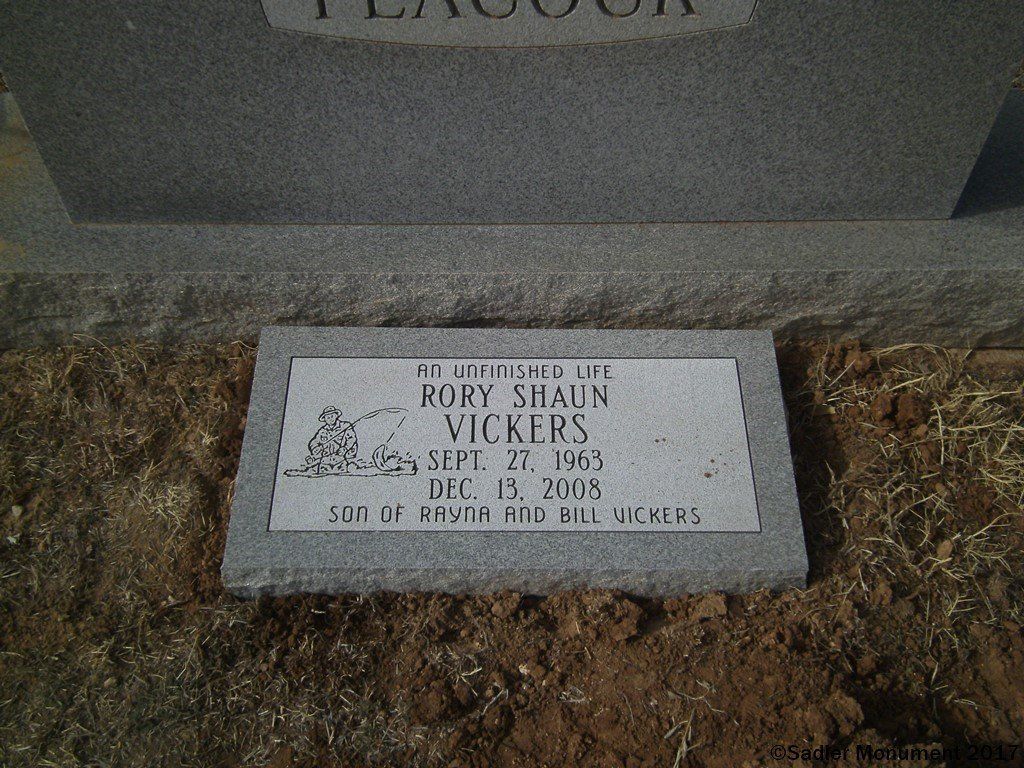 PEACOCK
AN UNFINISHED LIFE
RORY SHAUN
VICKERS
SEPT. 27, 1963
DEC. 13, 2008
SON OF RAYNA AND BILL VICKERS
©Sadler Monument 2017